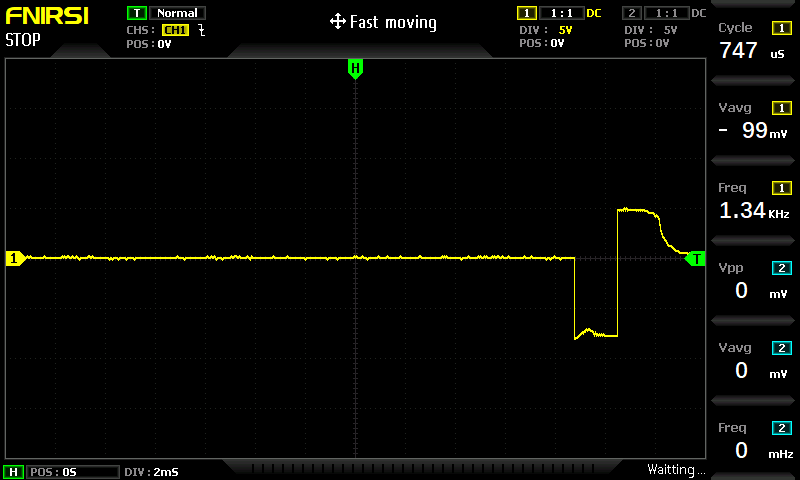 FNIRSI
STOP
T Normal
CHS: CH1
POS: 0V
Fast moving
1 1:1 DC
DIV: 5V
POS: 0V
2 1:1 DC
DIV: 5V
POS: 0V
H
1
T
Cycle 1
747 uS
Vavg 1
- 99 mV
Freq 1
1.34 KHz
Vpp 2
0 mV
Vavg 2
0 mV
Freq 2
0 mHz
H POS: 0S DIV: 2mS
Waitting...